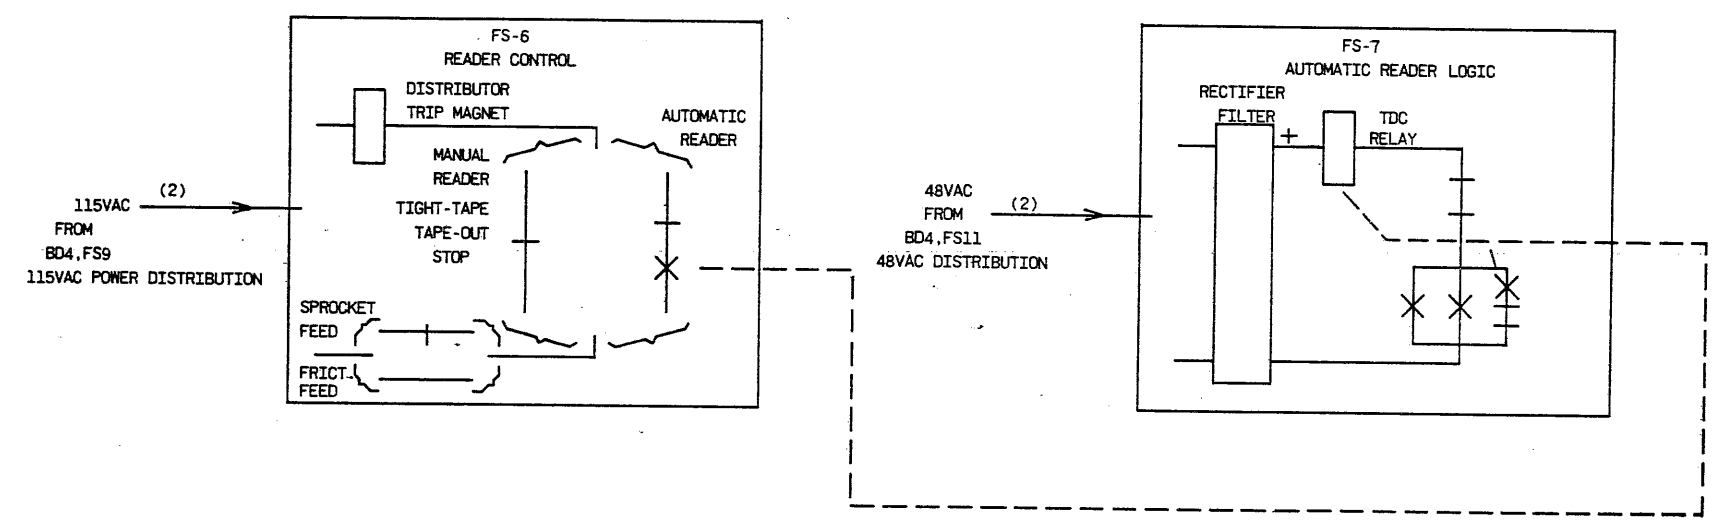 FS-6
READER CONTROL
DISTRIBUTOR
TRIP MAGNET
AUTOMATIC
READER
MANUAL
READER
TIGHT-TAPE
TAPE-OUT
STOP
(2)
115VAC
FROM
BD4,FS9
115VAC POWER DISTRIBUTION
SPROCKET
FEED
FRICT.
FEED
FS-7
AUTOMATIC READER LOGIC
RECTIFIER
FILTER
+
TDC
RELAY
48VAC
(2)
FROM
BD4,FS11
48VAC DISTRIBUTION